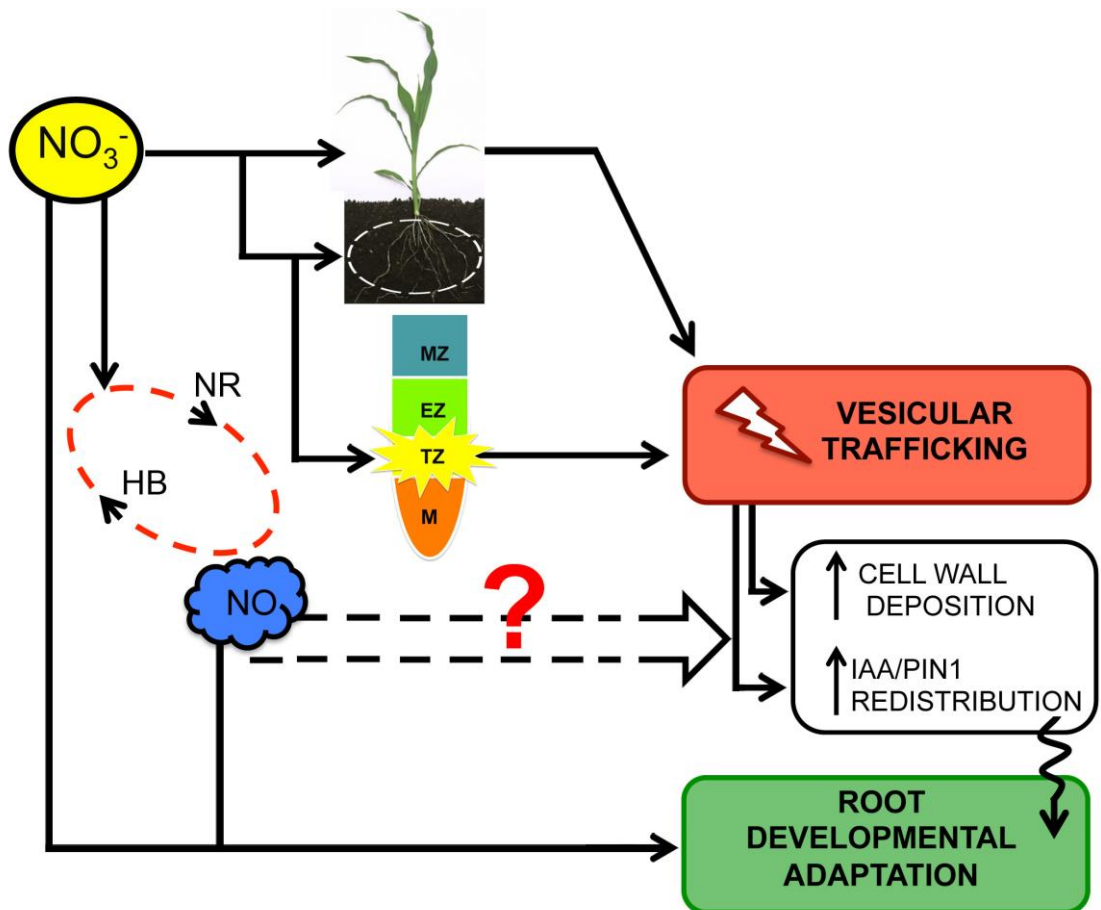 NO₃⁻
MZ
EZ
TZ
M
NR
HB
NO
?
VESICULAR
TRAFFICKING
CELL WALL
DEPOSITION
IAA/PIN1
REDISTRIBUTION
ROOT
DEVELOPMENTAL
ADAPTATION